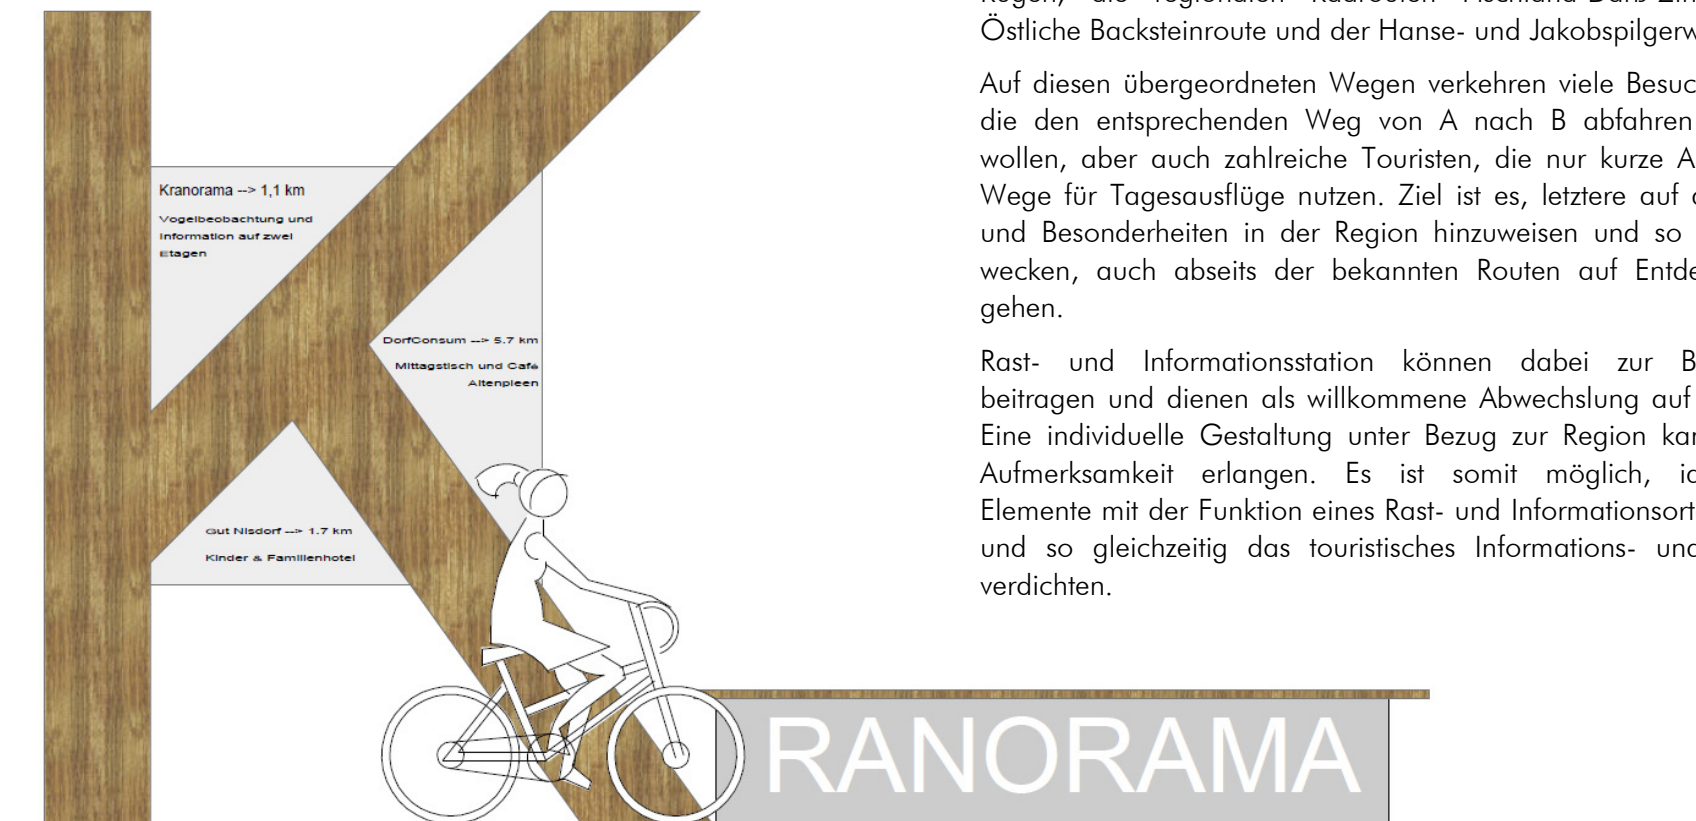 Kranorama --> 1,1 km
Vogelbeobachtung und
Information auf zwei
Etagen
DorfConsum --> 5.7 km
Mittagstisch und Café
Altenpleen
Gut Nisdorf --> 1.7 km
Kinder & Familienhotel
RANORAMA
Östliche Backsteinroute und der Hanse- und
Auf diesen übergeordneten Wegen verkehren viele
die den entsprechenden Weg von A nach B abfahren
wollen, aber auch zahlreiche Touristen, die nur kurze
Wege für Tagesausflüge nutzen. Ziel ist es, letztere auf
und Besonderheiten in der Region hinzuweisen und so
wecken, auch abseits der bekannten Routen auf
gehen.
Rast- und Informationsstation können dabei zur
beitragen und dienen als willkommene Abwechslung auf
Eine individuelle Gestaltung unter Bezug zur Region
Aufmerksamkeit erlangen. Es ist somit möglich,
Elemente mit der Funktion eines Rast- und
und so gleichzeitig das touristisches Informations-
verdichten.